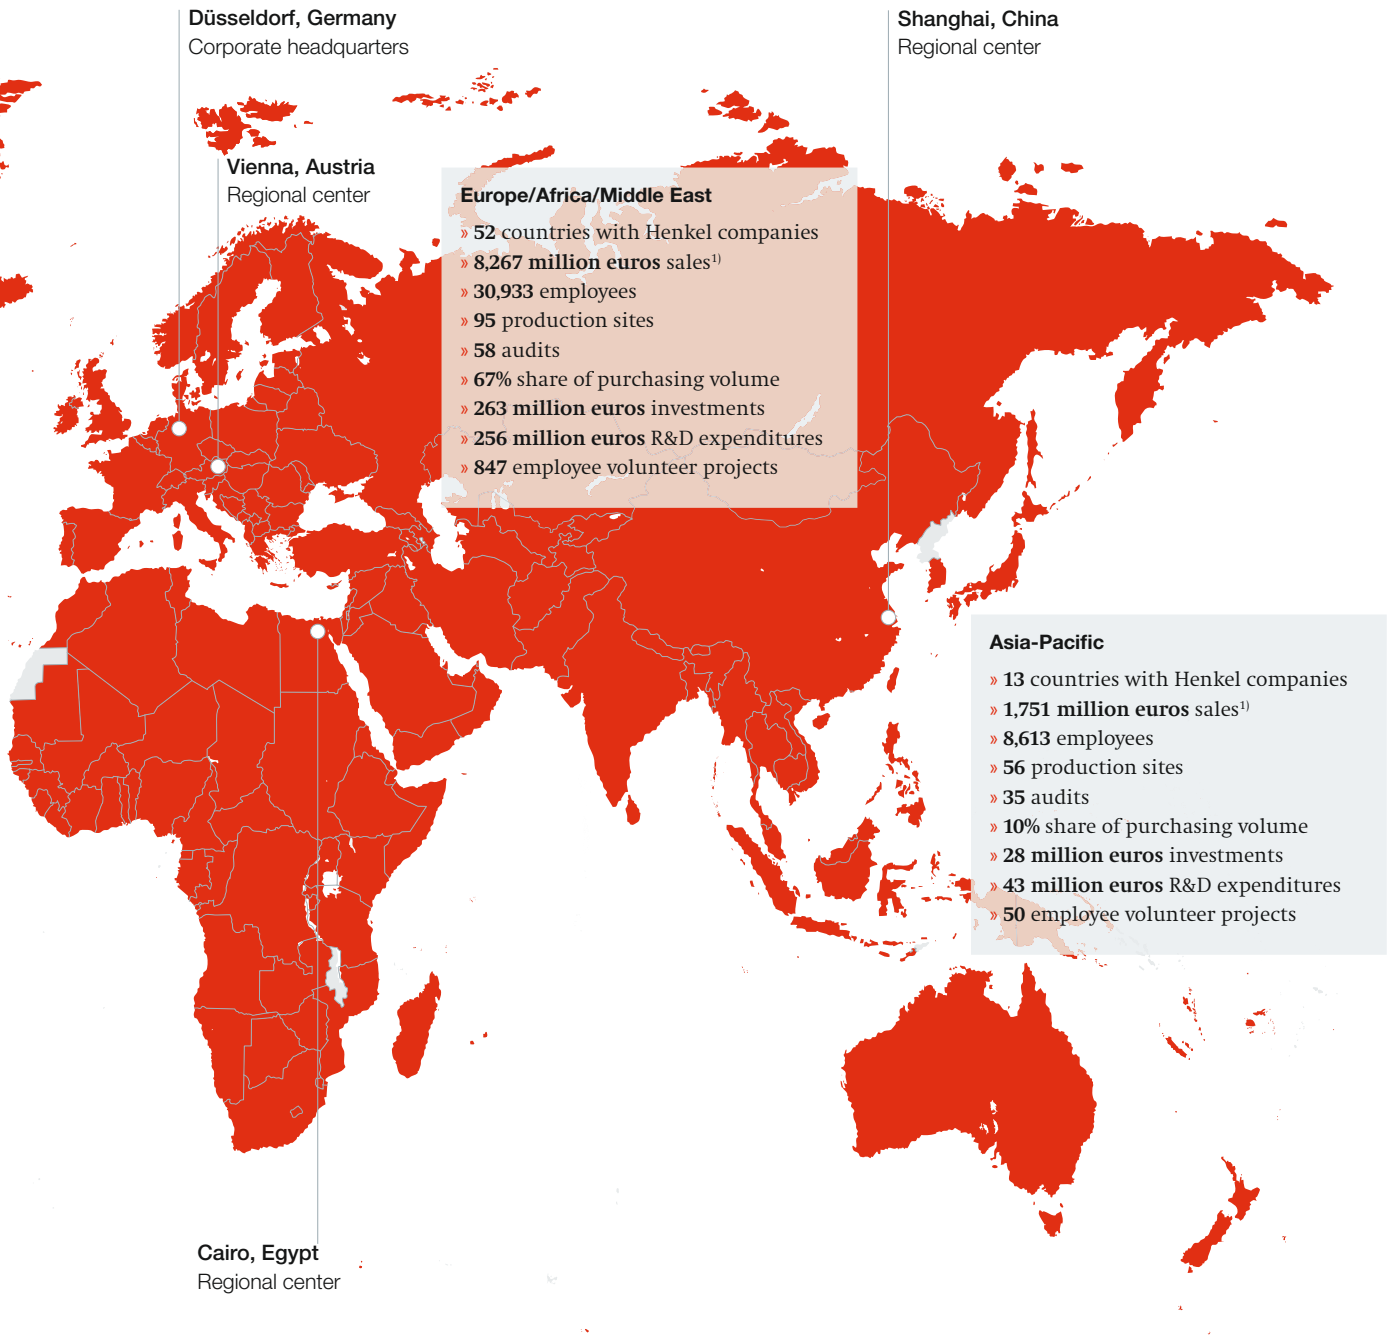 Düsseldorf, Germany
Corporate headquarters
Shanghai, China
Regional center
Vienna, Austria
Regional center
Europe/Africa/Middle East
» 52 countries with Henkel companies
» 8,267 million euros sales¹⁾
» 30,933 employees
» 95 production sites
» 58 audits
» 67% share of purchasing volume
» 263 million euros investments
» 256 million euros R&D expenditures
» 847 employee volunteer projects
Asia-Pacific
» 13 countries with Henkel companies
» 1,751 million euros sales¹⁾
» 8,613 employees
» 56 production sites
» 35 audits
» 10% share of purchasing volume
» 28 million euros investments
» 43 million euros R&D expenditures
» 50 employee volunteer projects
Cairo, Egypt
Regional center